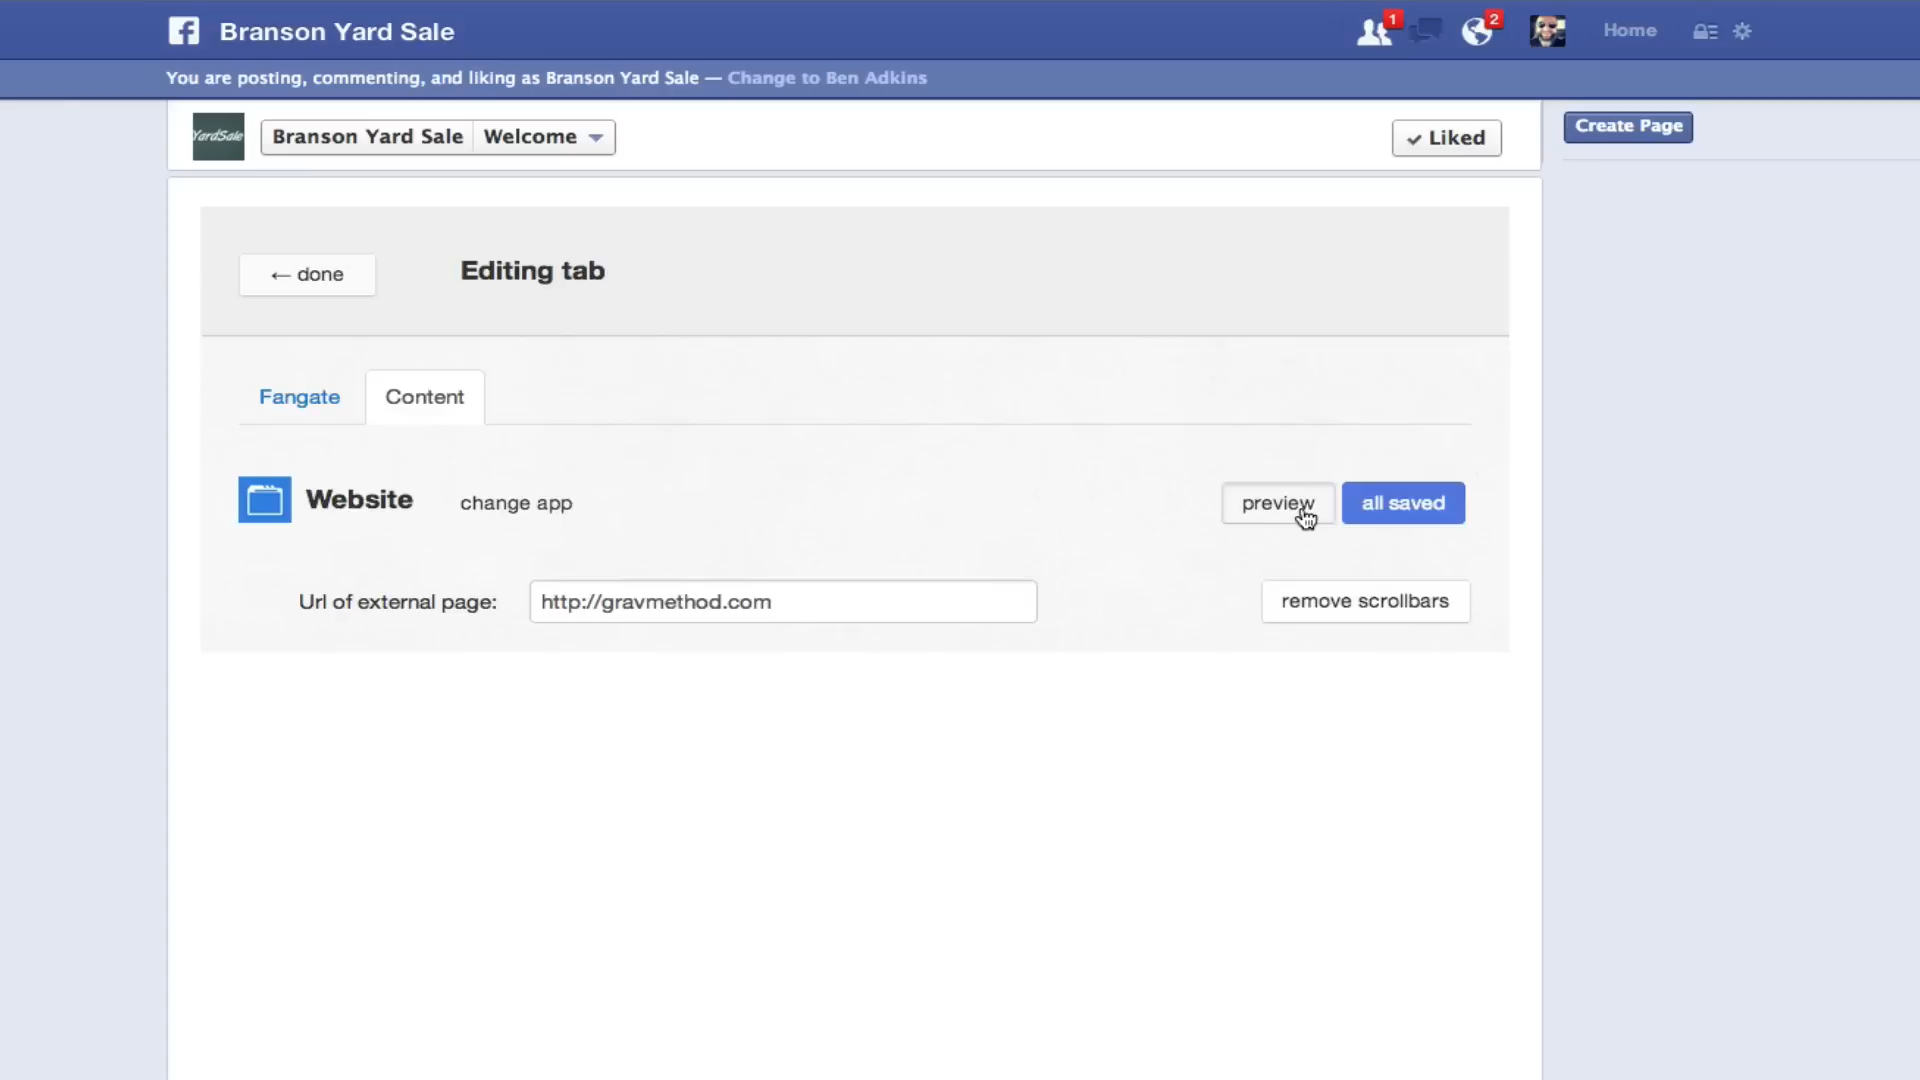 Branson Yard Sale
1
2
Home
You are posting, commenting, and liking as Branson Yard Sale — Change to Ben Adkins
YardSale
Branson Yard Sale
Welcome
Liked
Create Page
← done
Editing tab
Fangate
Content
Website
change app
preview
all saved
Url of external page:
http://gravmethod.com
remove scrollbars